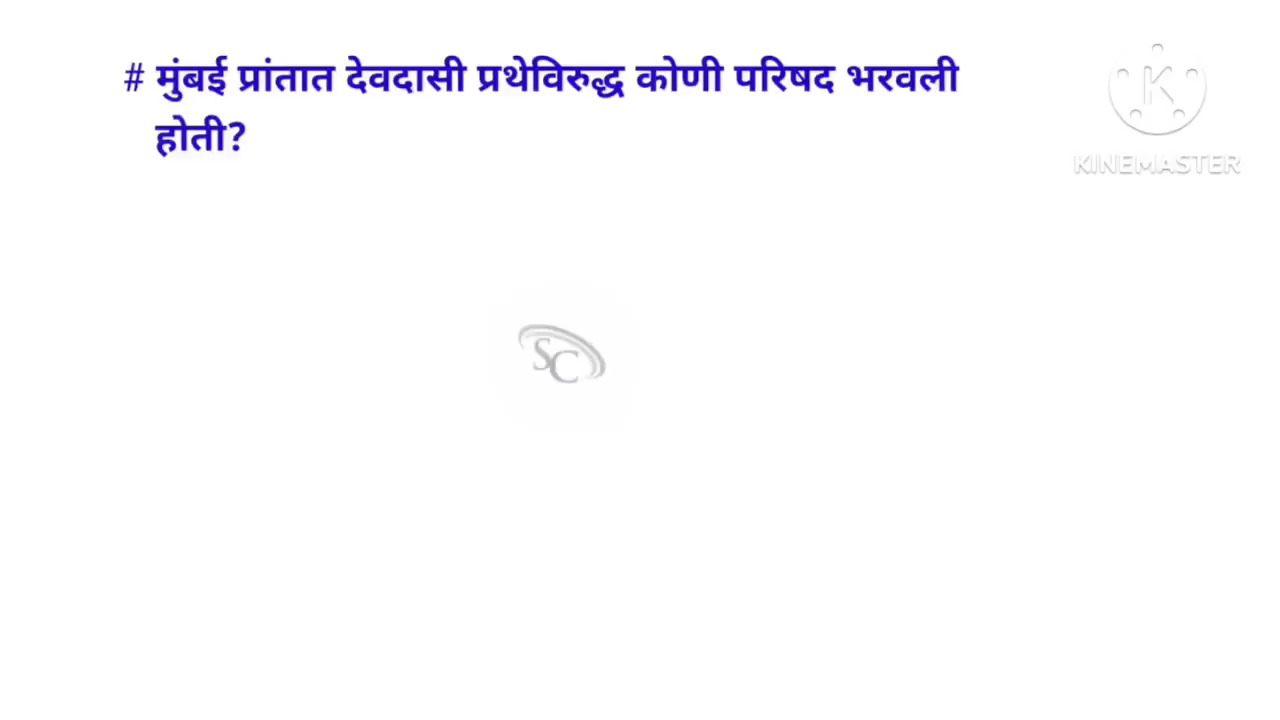 # मुंबई प्रांतात देवदासी प्रथेविरुद्ध कोणी परिषद भरवली
होती?
K
KINEMASTER
SC